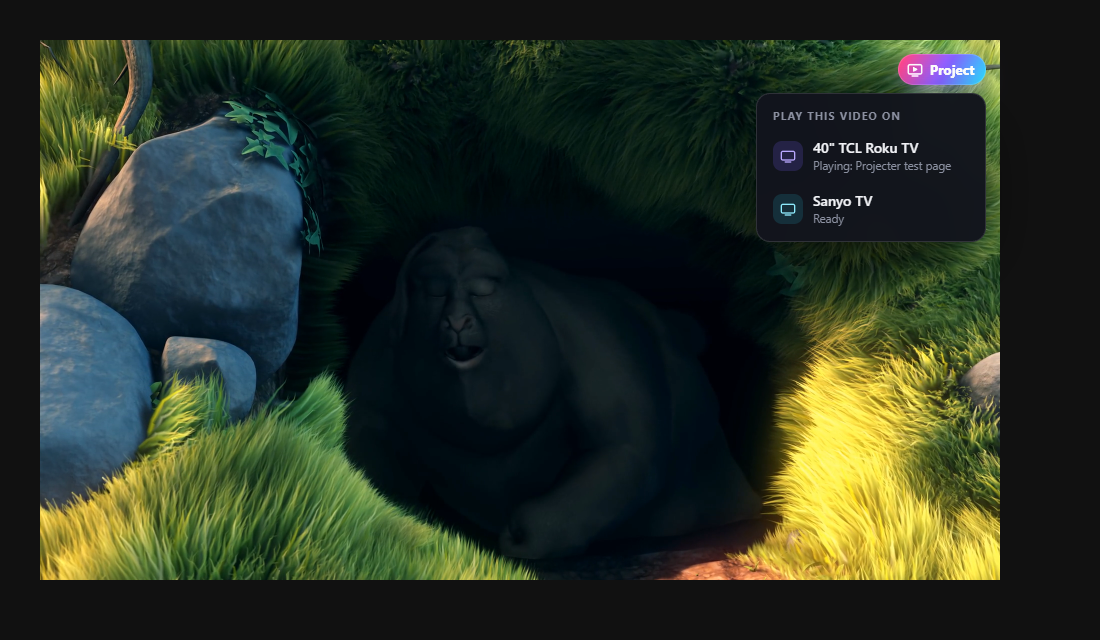 Project
PLAY THIS VIDEO ON
40" TCL Roku TV
Playing: Projecter test page
Sanyo TV
Ready